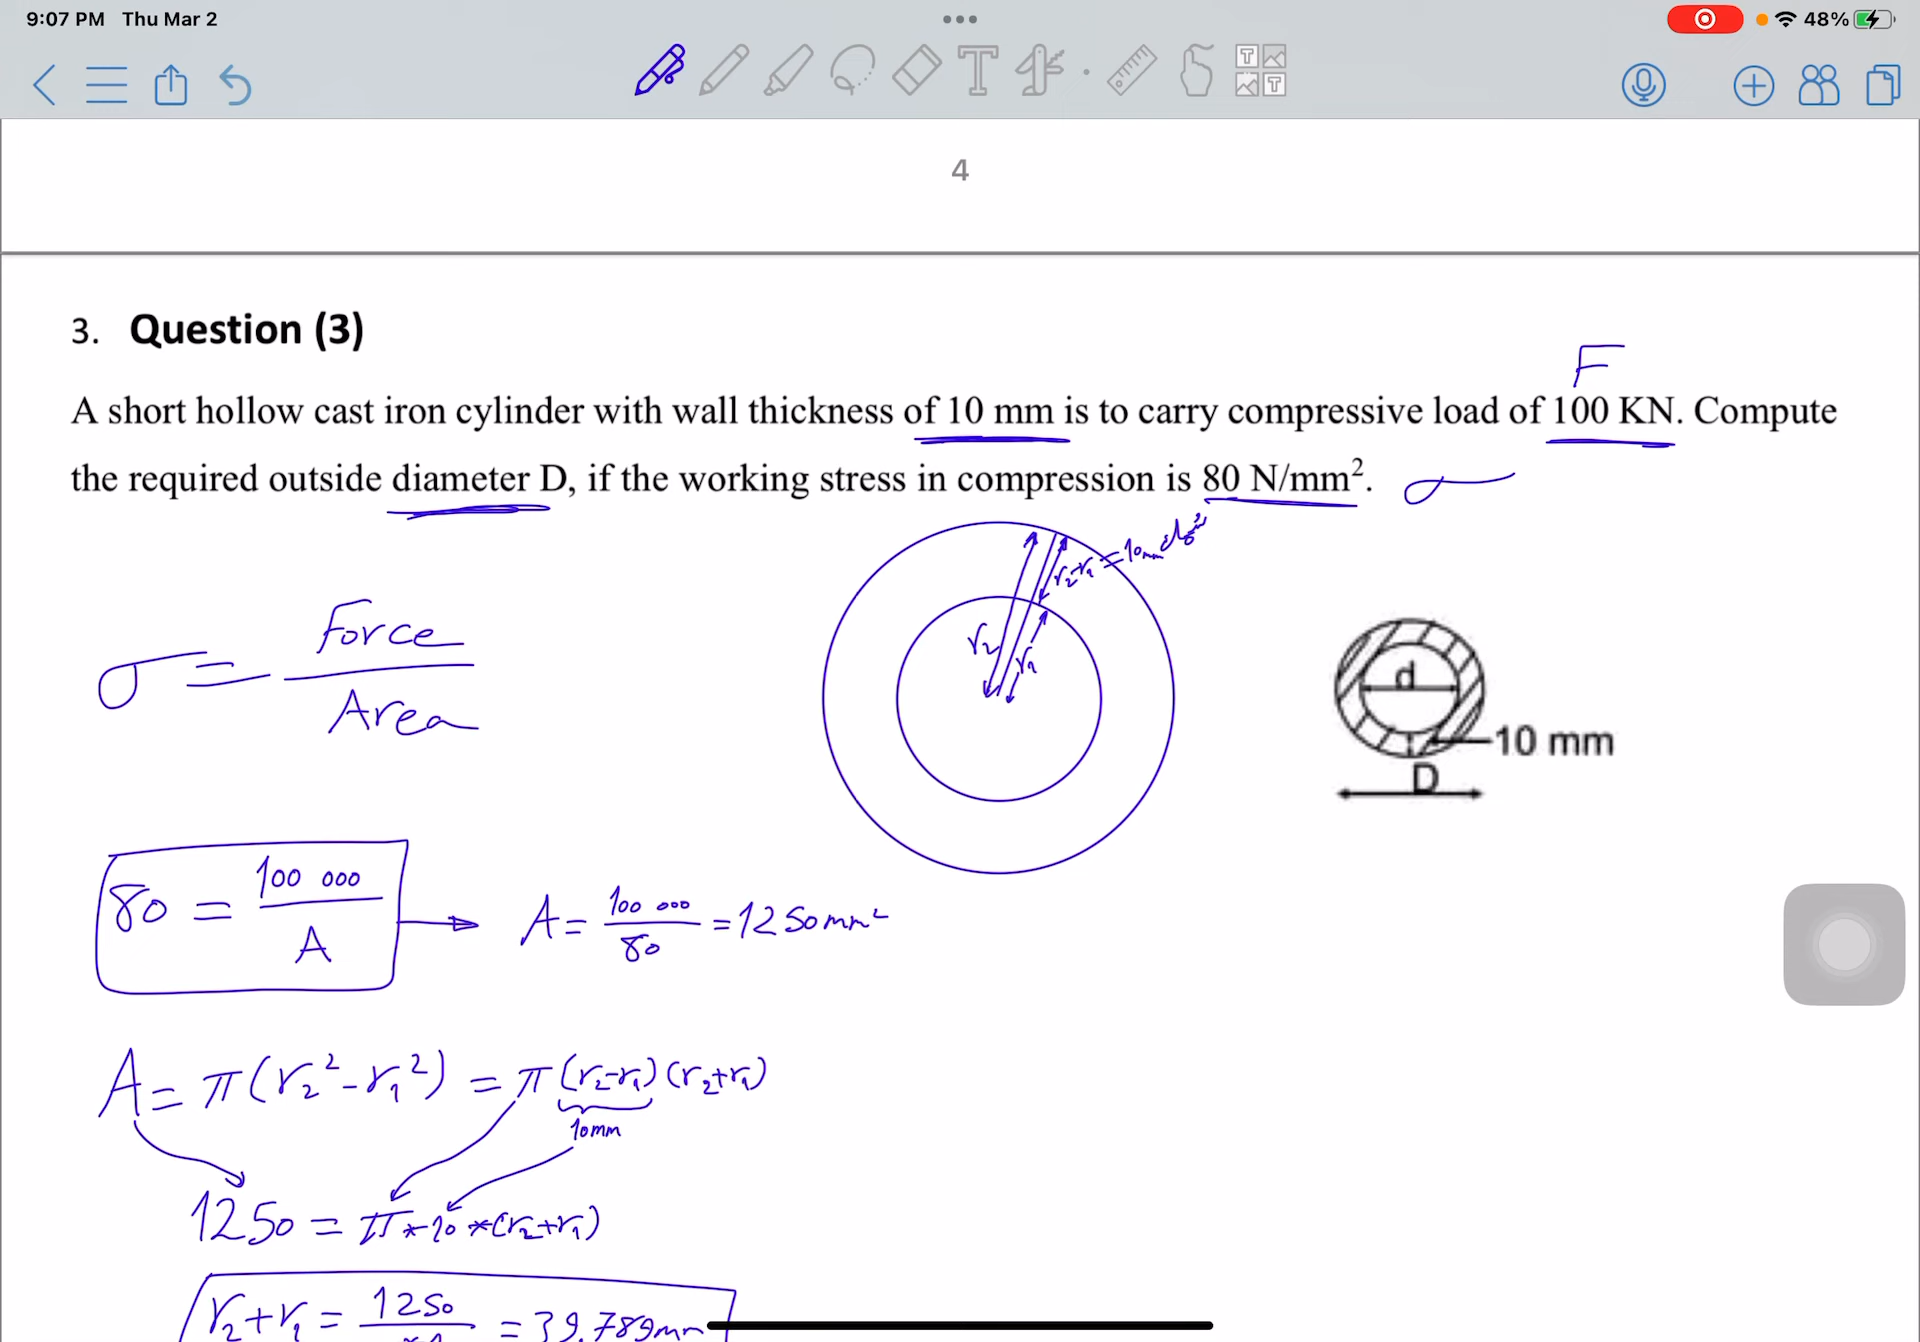 9:07 PM Thu Mar 2
48%
4
3. Question (3)
F
A short hollow cast iron cylinder with wall thickness of 10 mm is to carry compressive load of 100 KN. Compute
the required outside diameter D, if the working stress in compression is 80 N/mm². σ
r₂-r₁ = 10mm
σ = Force / Area
r₂
r₁
d
10 mm
D
80 = 100 000 / A
A = 100 000 / 80 = 1250 mm²
A = π(r₂² - r₁²) = π(r₂-r₁)(r₂+r₁)
10mm
1250 = π * 10 * (r₂+r₁)
r₂+r₁ = 1250 = 39.789mm